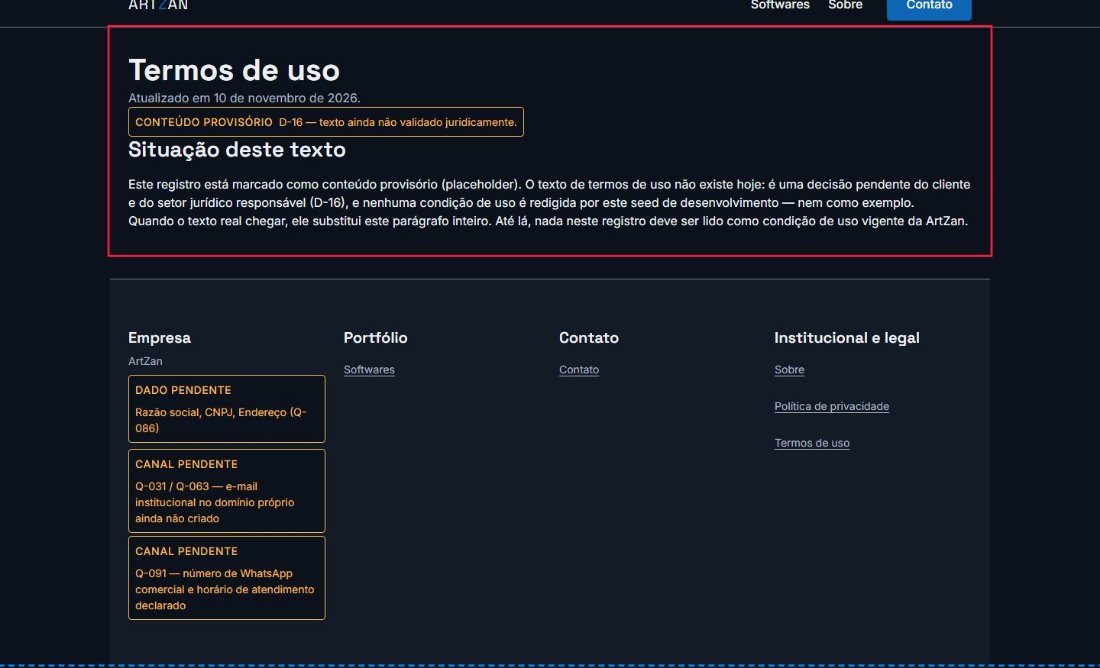 ARTZAN
Softwares
Sobre
Contato
Termos de uso
Atualizado em 10 de novembro de 2026.
CONTEÚDO PROVISÓRIO D-16 — texto ainda não validado juridicamente.
Situação deste texto
Este registro está marcado como conteúdo provisório (placeholder). O texto de termos de uso não existe hoje: é uma decisão pendente do cliente
e do setor jurídico responsável (D-16), e nenhuma condição de uso é redigida por este seed de desenvolvimento — nem como exemplo.
Quando o texto real chegar, ele substitui este parágrafo inteiro. Até lá, nada neste registro deve ser lido como condição de uso vigente da ArtZan.
Empresa
ArtZan
DADO PENDENTE
Razão social, CNPJ, Endereço (Q-
086)
CANAL PENDENTE
Q-031 / Q-063 — e-mail
institucional no domínio próprio
ainda não criado
CANAL PENDENTE
Q-091 — número de WhatsApp
comercial e horário de atendimento
declarado
Portfólio
Softwares
Contato
Contato
Institucional e legal
Sobre
Política de privacidade
Termos de uso